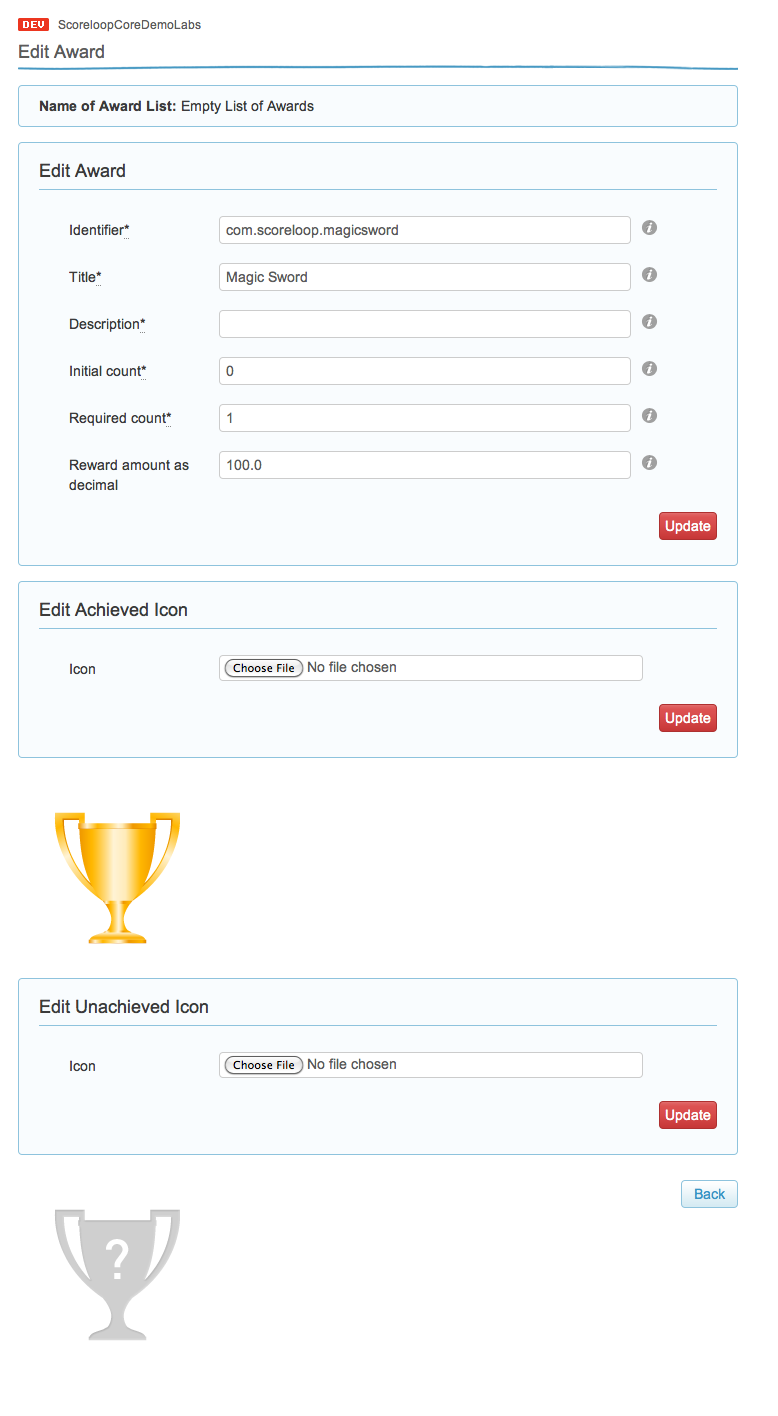 DEV ScoreloopCoreDemoLabs
Edit Award
Name of Award List: Empty List of Awards
Edit Award
Identifier* com.scoreloop.magicsword i
Title* Magic Sword i
Description* i
Initial count* 0 i
Required count* 1 i
Reward amount as 100.0 i
decimal
Update
Edit Achieved Icon
Icon Choose File No file chosen
Update
Edit Unachieved Icon
Icon Choose File No file chosen
Update
Back
?